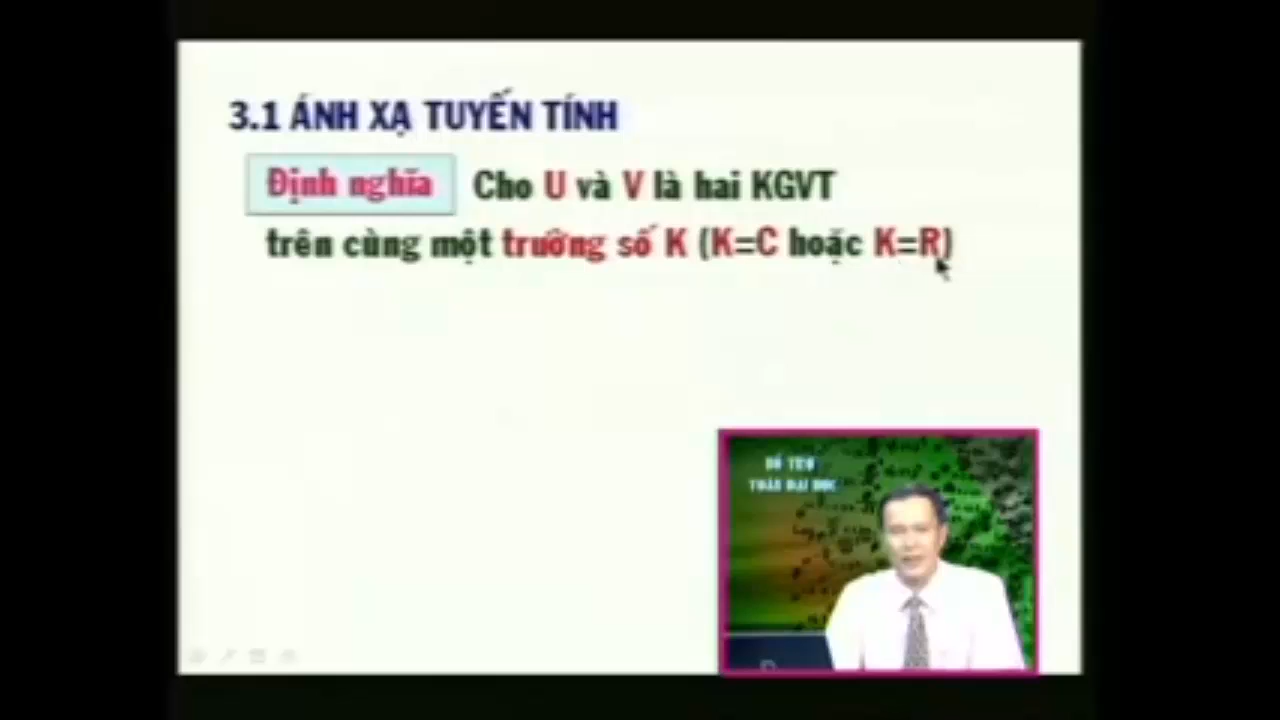 3.1 ÁNH XẠ TUYẾN TÍNH
Định nghĩa Cho U và V là hai KGVT
trên cùng một trường số K (K=C hoặc K=R)